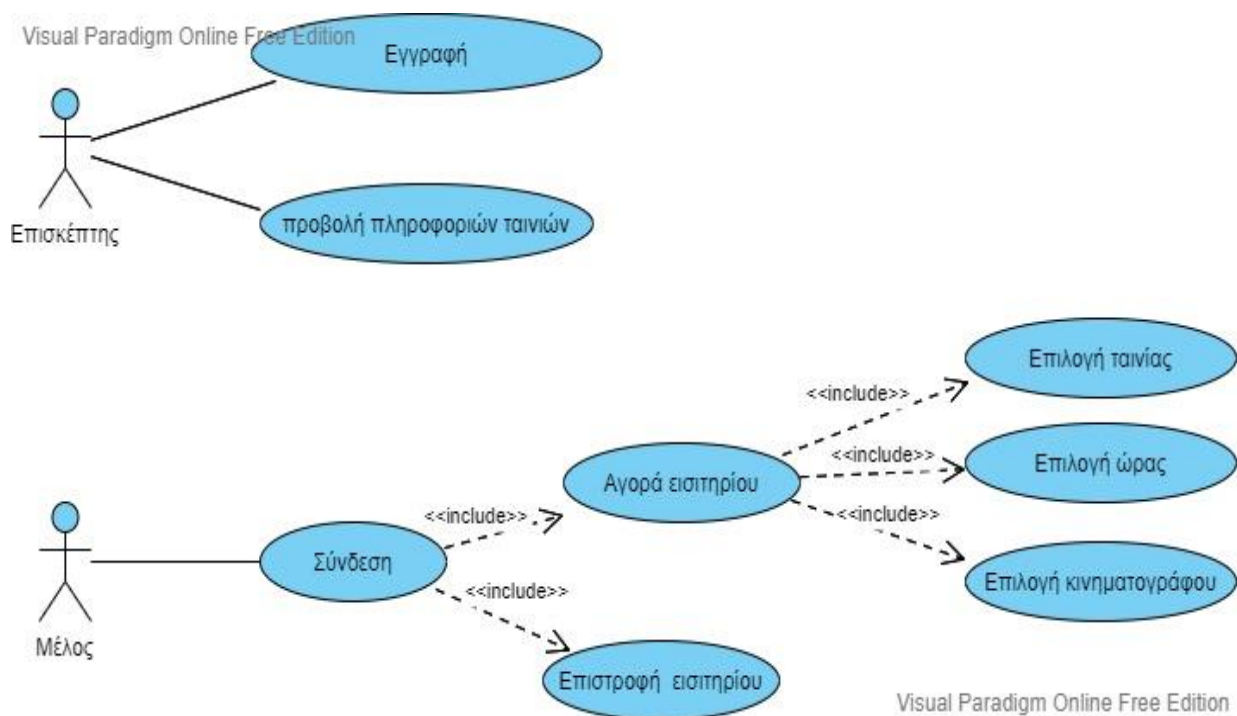 Visual Paradigm Online Free Edition
Εγγραφή
Επισκέπτης
προβολή πληροφοριών ταινιών
Επιλογή ταινίας
<<include>>
<<include>>
Επιλογή ώρας
Αγορά εισιτηρίου
<<include>>
<<include>>
Σύνδεση
Επιλογή κινηματογράφου
<<include>>
Μέλος
Επιστροφή εισιτηρίου
Visual Paradigm Online Free Edition